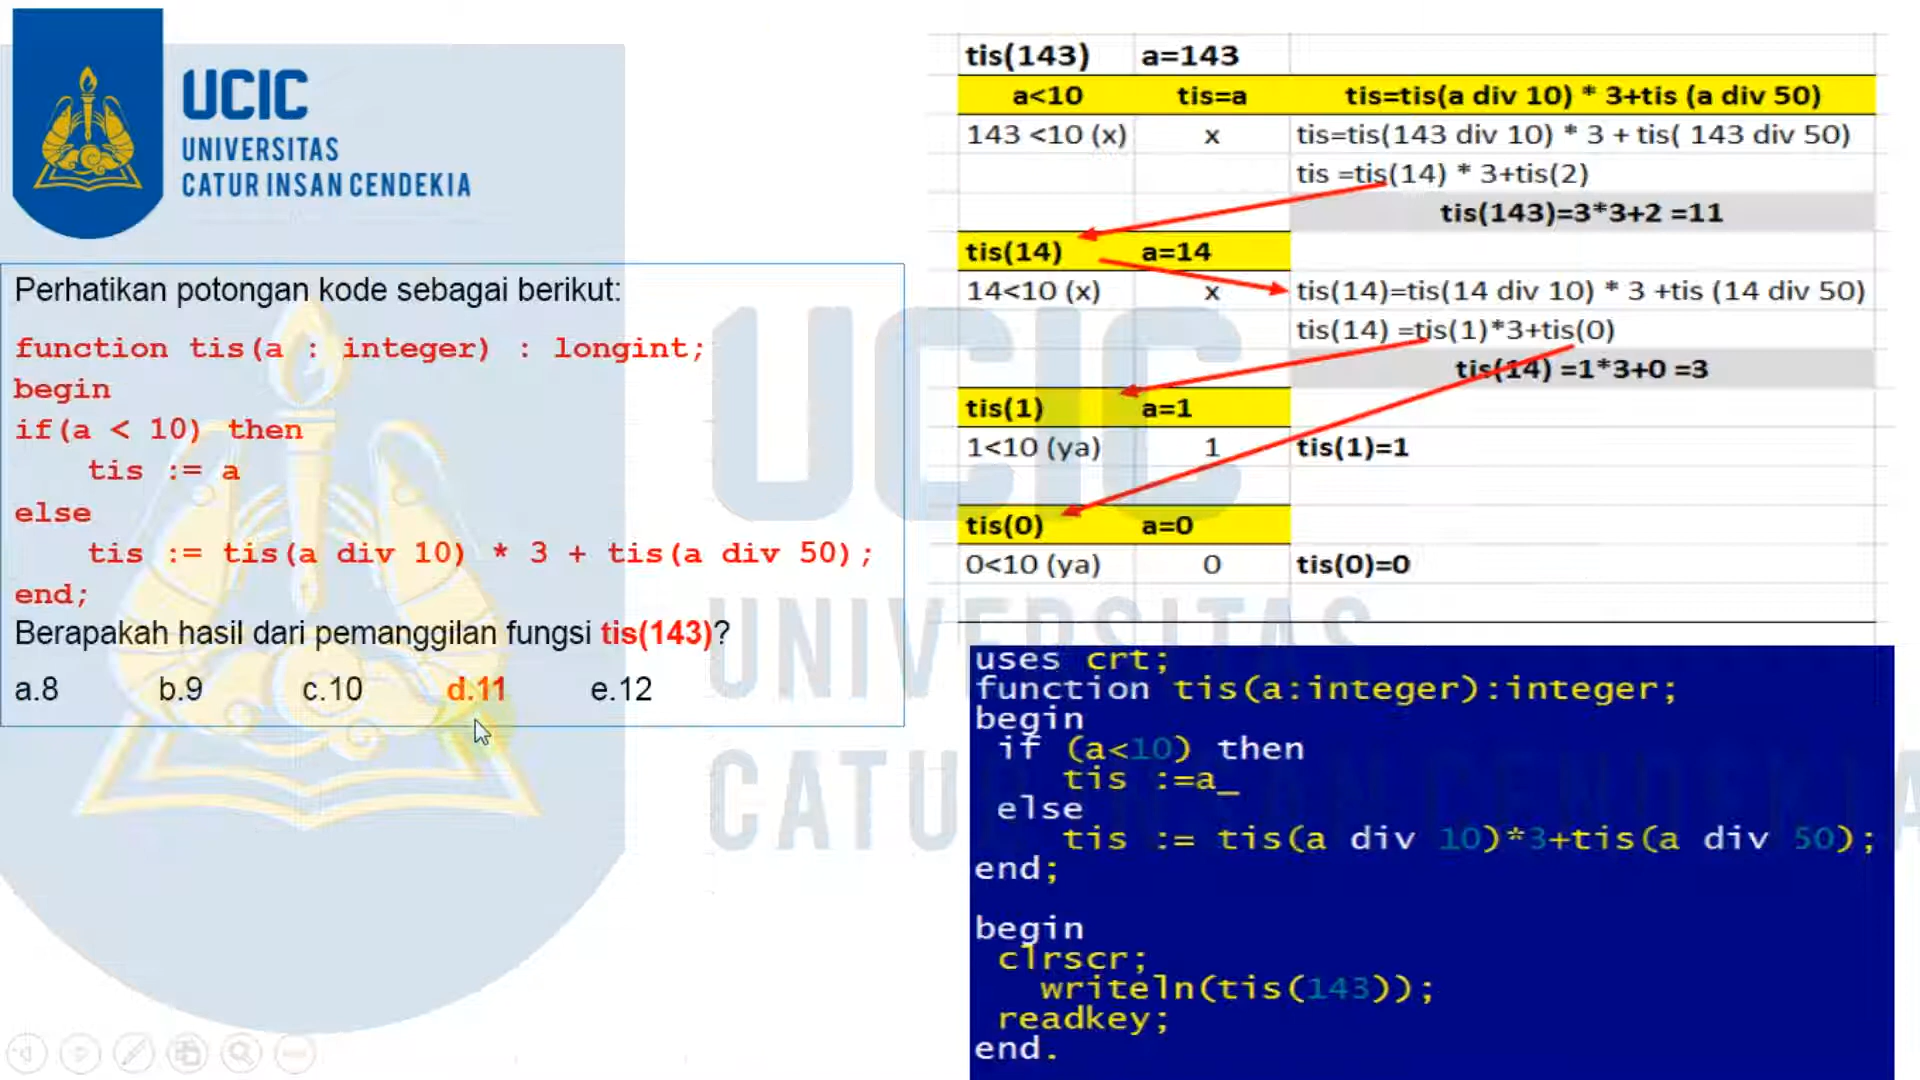 UCIC
UNIVERSITAS
CATUR INSAN CENDEKIA
Perhatikan potongan kode sebagai berikut:
function tis(a : integer) : longint;
begin
if(a < 10) then
tis := a
else
tis := tis(a div 10) * 3 + tis(a div 50);
end;
Berapakah hasil dari pemanggilan fungsi tis(143)?
a.8 b.9 c.10 d.11 e.12
tis(143) a=143
a<10 tis=a tis=tis(a div 10) * 3+tis (a div 50)
143 <10 (x) x tis=tis(143 div 10) * 3 + tis( 143 div 50)
tis =tis(14) * 3+tis(2)
tis(143)=3*3+2 =11
tis(14) a=14
14<10 (x) x tis(14)=tis(14 div 10) * 3 +tis (14 div 50)
tis(14) =tis(1)*3+tis(0)
tis(14) =1*3+0 =3
tis(1) a=1
1<10 (ya) 1 tis(1)=1
tis(0) a=0
0<10 (ya) 0 tis(0)=0
uses crt;
function tis(a:integer):integer;
begin
if (a<10) then
tis :=a_
else
tis := tis(a div 10)*3+tis(a div 50);
end;
begin
clrscr;
writeln(tis(143));
readkey;
end.
UCIC
UNIVERSITAS
CATUR INSAN CENDEKIA